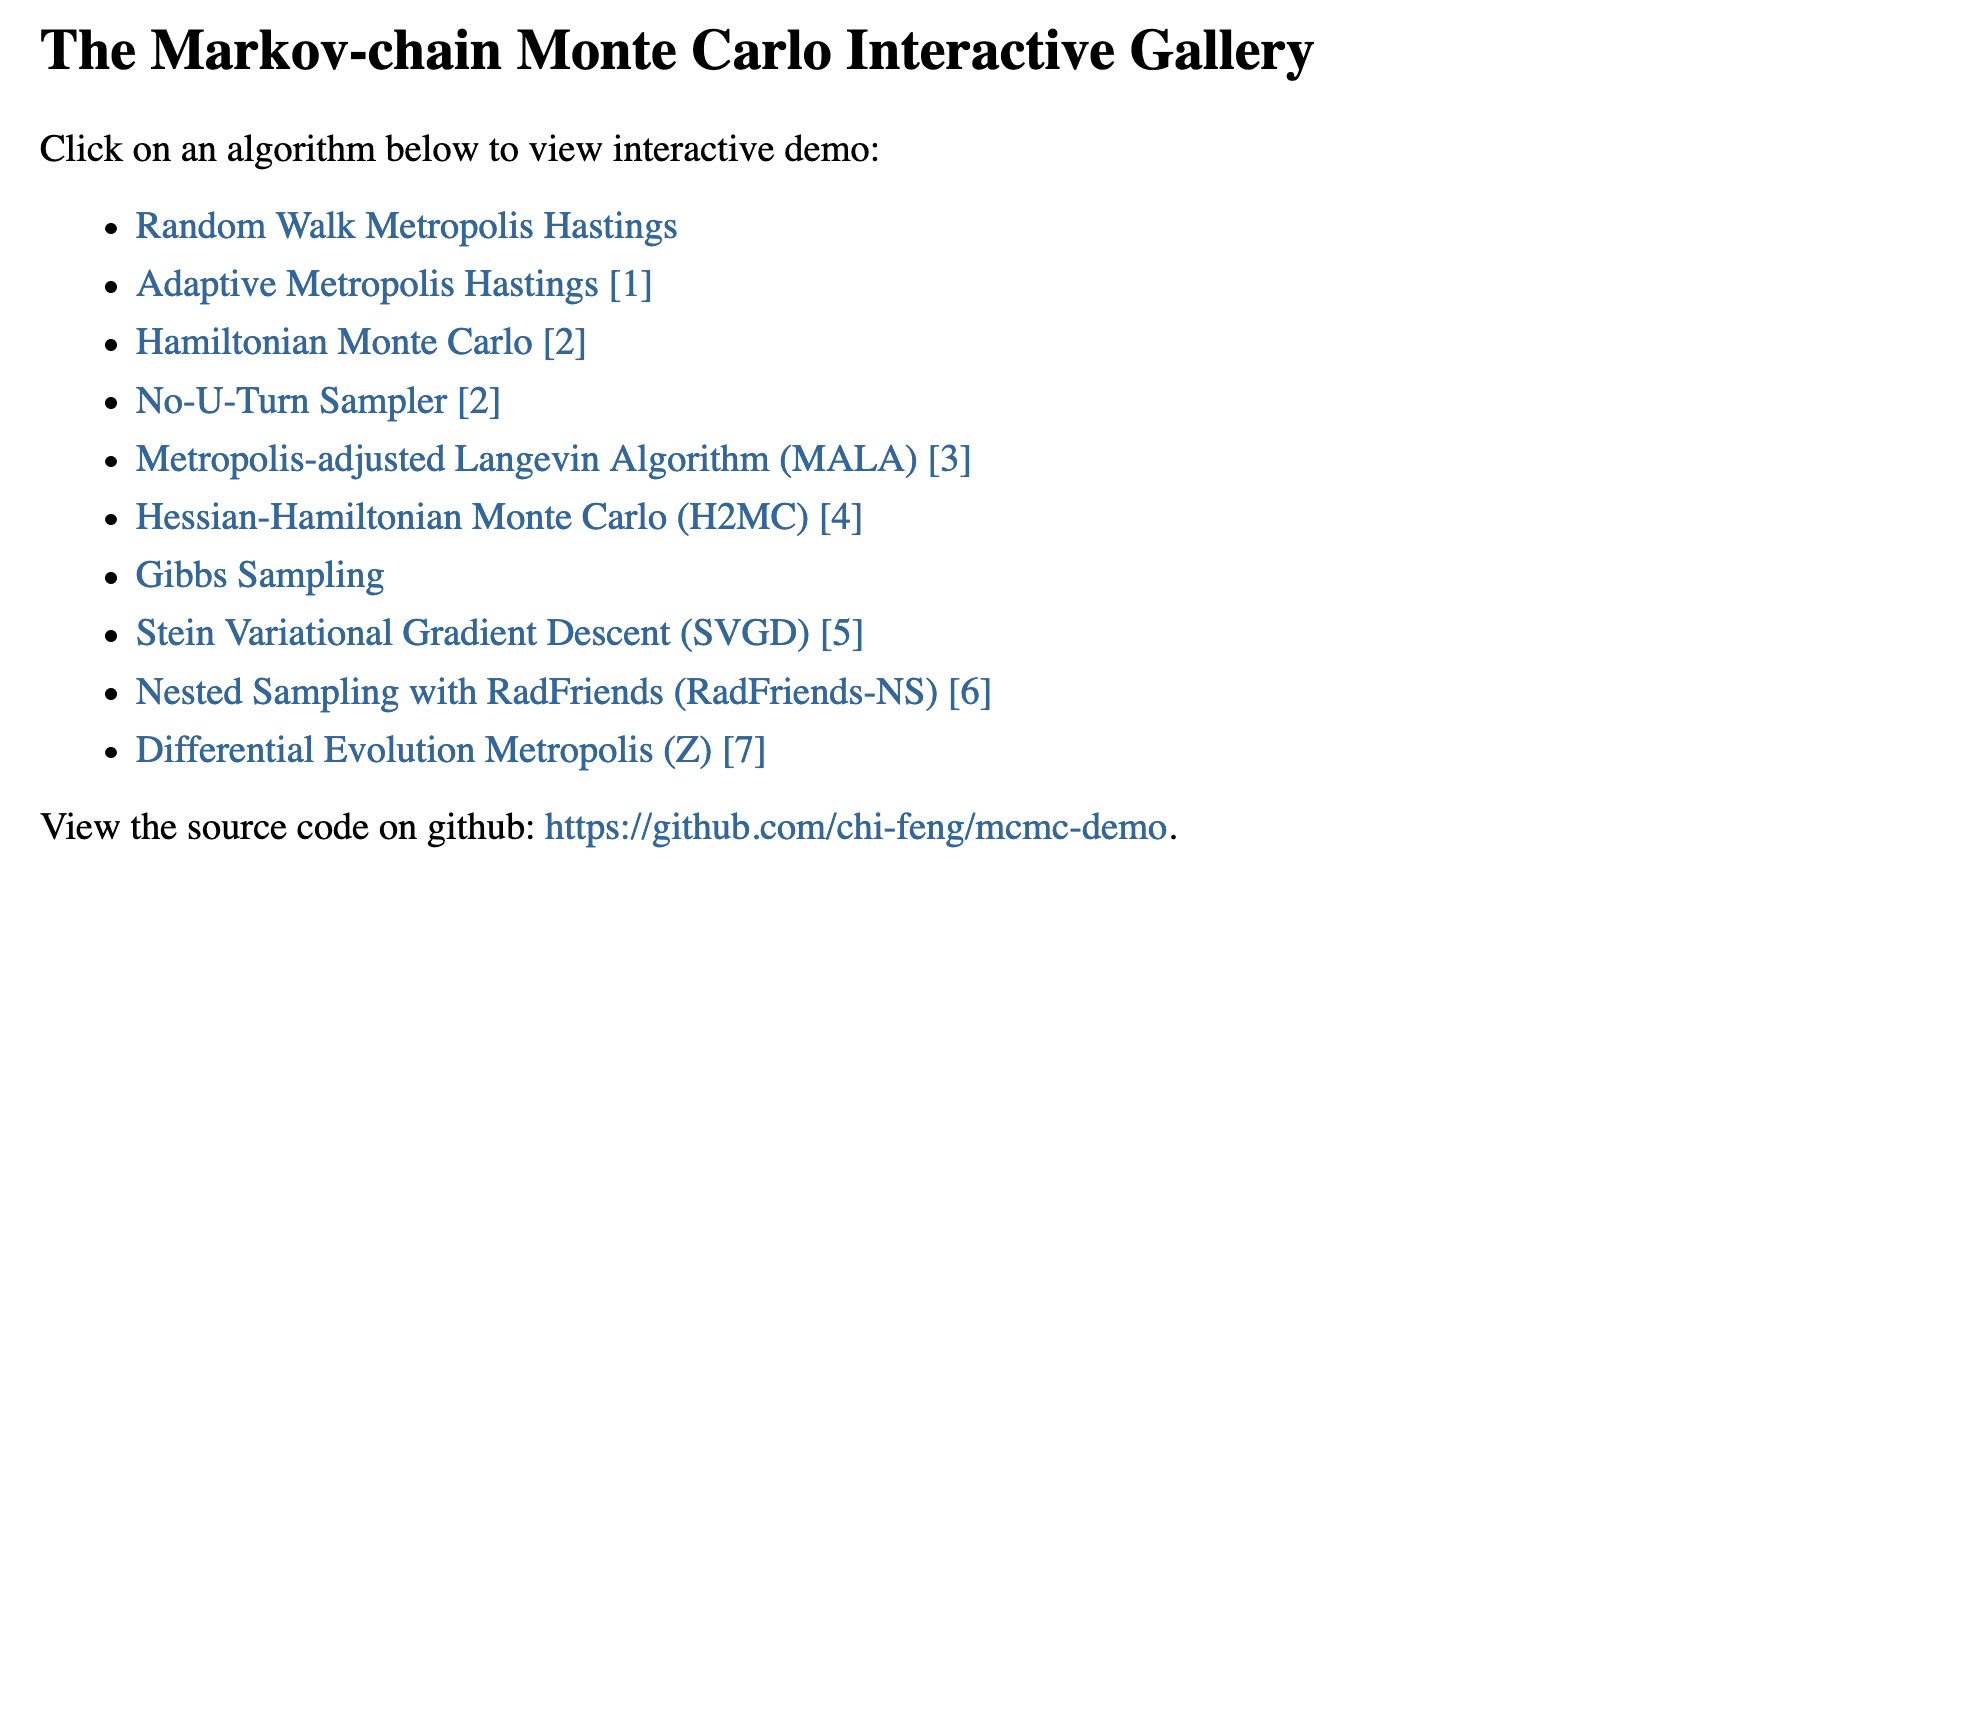 The Markov-chain Monte Carlo Interactive Gallery
Click on an algorithm below to view interactive demo:
• Random Walk Metropolis Hastings
• Adaptive Metropolis Hastings [1]
• Hamiltonian Monte Carlo [2]
• No-U-Turn Sampler [2]
• Metropolis-adjusted Langevin Algorithm (MALA) [3]
• Hessian-Hamiltonian Monte Carlo (H2MC) [4]
• Gibbs Sampling
• Stein Variational Gradient Descent (SVGD) [5]
• Nested Sampling with RadFriends (RadFriends-NS) [6]
• Differential Evolution Metropolis (Z) [7]
View the source code on github: https://github.com/chi-feng/mcmc-demo.